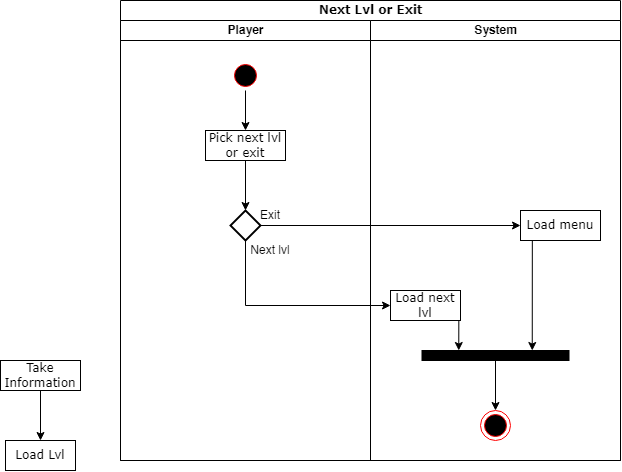 Next Lvl or Exit
Player
System
Pick next lvl
or exit
Exit
Load menu
Next lvl
Load next
lvl
Take
Information
Load Lvl